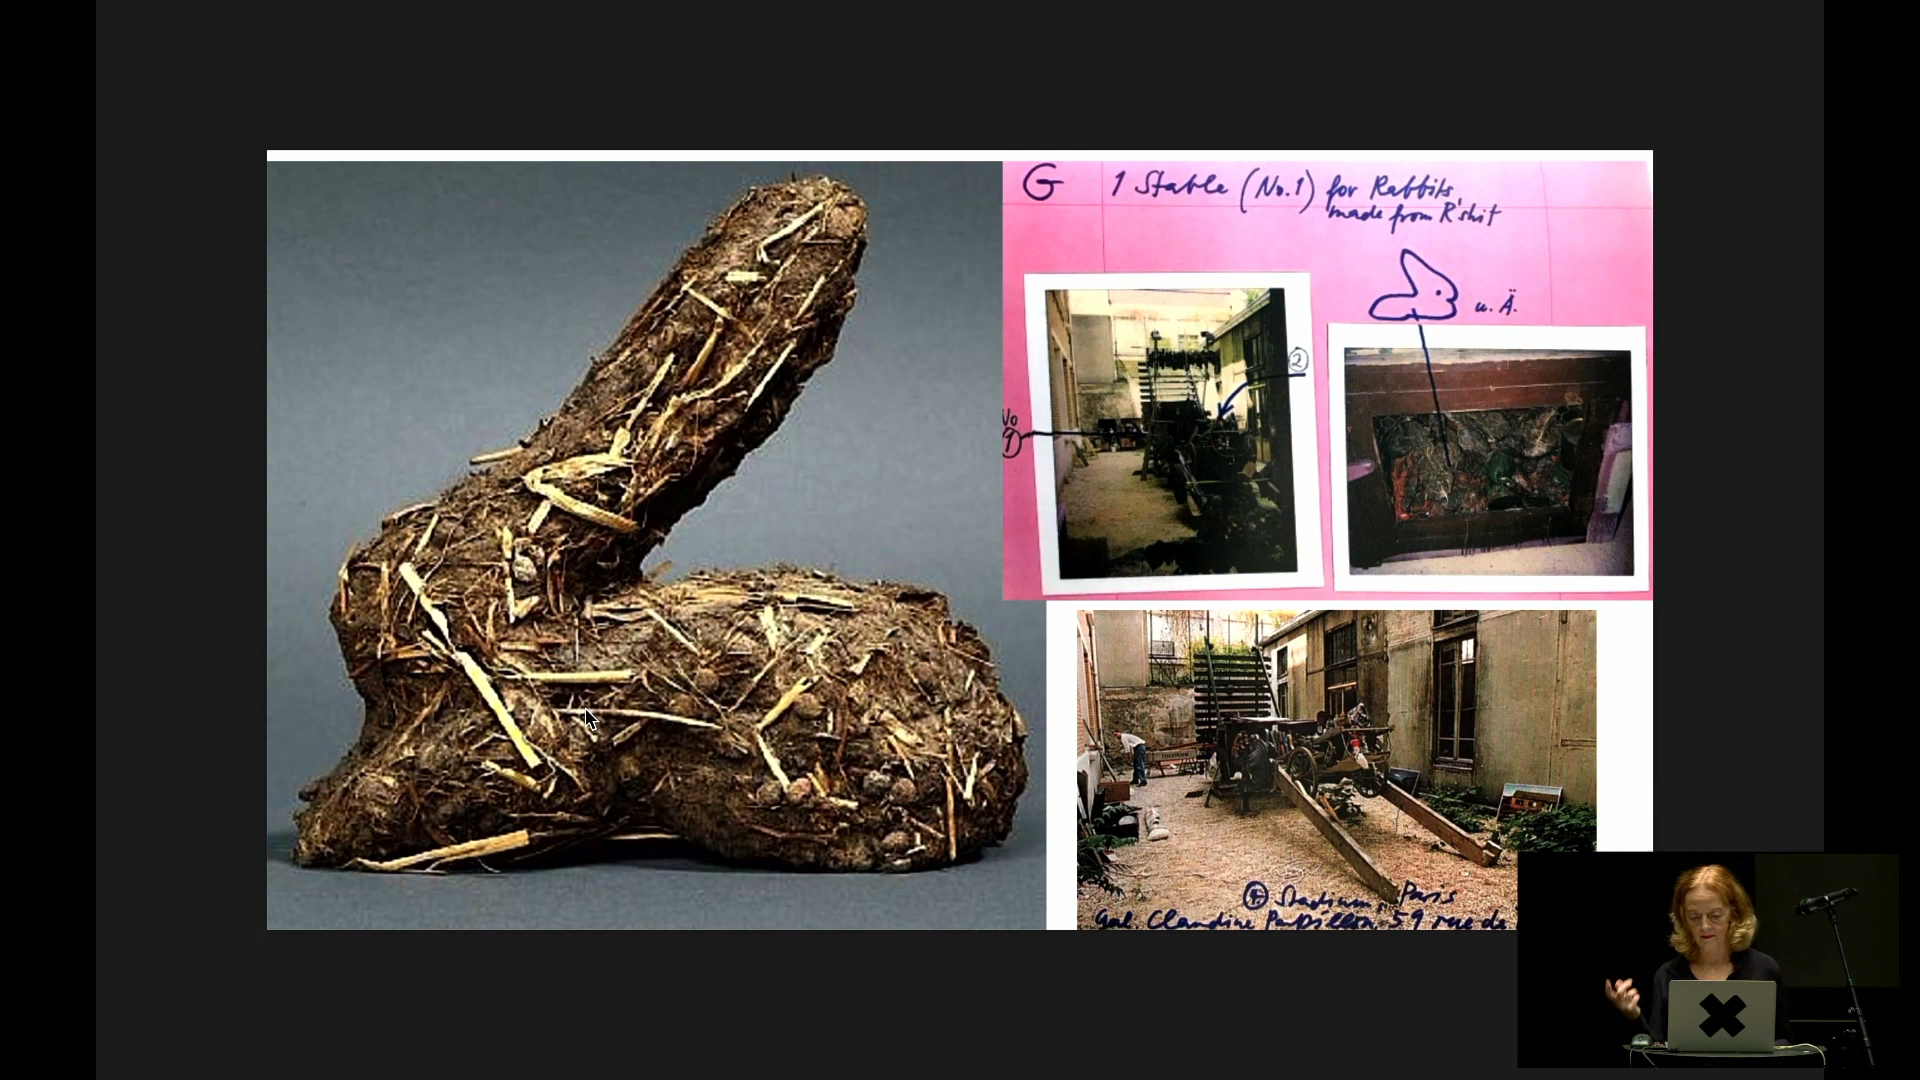 G 1 Stable (No.1) for Rabbits
made from R'shit
u. Ä.
2
No
1
Stadium, Paris
Gal. Claudine Papillon, 59 rue de